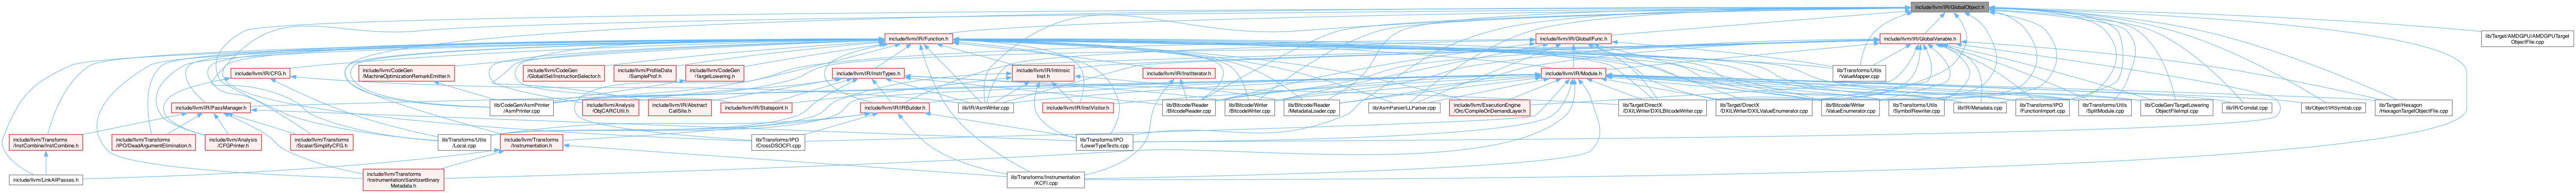 include/llvm/IR/GlobalObject.h
include/llvm/IR/Function.h
include/llvm/IR/GlobalIFunc.h
include/llvm/IR/GlobalVariable.h
lib/Target/AMDGPU/AMDGPUTarget
ObjectFile.cpp
include/llvm/IR/CFG.h
include/llvm/CodeGen
/MachineOptimizationRemarkEmitter.h
include/llvm/CodeGen
/GlobalISel/InstructionSelector.h
include/llvm/ProfileData
/SampleProf.h
include/llvm/CodeGen
/TargetLowering.h
include/llvm/IR/InstrTypes.h
include/llvm/IR/Intrinsic
Inst.h
include/llvm/IR/InstIterator.h
include/llvm/IR/Module.h
lib/Transforms/Utils
/ValueMapper.cpp
include/llvm/IR/PassManager.h
lib/CodeGen/AsmPrinter
/AsmPrinter.cpp
include/llvm/Analysis
/ObjCARCUtil.h
include/llvm/IR/Abstract
CallSite.h
include/llvm/IR/Statepoint.h
include/llvm/IR/IRBuilder.h
lib/IR/AsmWriter.cpp
include/llvm/IR/InstVisitor.h
lib/Bitcode/Reader
/BitcodeReader.cpp
lib/Bitcode/Writer
/BitcodeWriter.cpp
lib/Bitcode/Reader
/MetadataLoader.cpp
lib/AsmParser/LLParser.cpp
include/llvm/ExecutionEngine
/Orc/CompileOnDemandLayer.h
lib/Target/DirectX
/DXILWriter/DXILBitcodeWriter.cpp
lib/Target/DirectX
/DXILWriter/DXILValueEnumerator.cpp
lib/Bitcode/Writer
/ValueEnumerator.cpp
lib/Transforms/Utils
/SymbolRewriter.cpp
lib/IR/Metadata.cpp
lib/Transforms/IPO
/FunctionImport.cpp
lib/Transforms/Utils
/SplitModule.cpp
lib/CodeGen/TargetLowering
ObjectFileImpl.cpp
lib/IR/Comdat.cpp
lib/Object/IRSymtab.cpp
lib/Target/Hexagon
/HexagonTargetObjectFile.cpp
include/llvm/Transforms
/InstCombine/InstCombine.h
include/llvm/Transforms
/IPO/DeadArgumentElimination.h
include/llvm/Analysis
/CFGPrinter.h
include/llvm/Transforms
/Scalar/SimplifyCFG.h
lib/Transforms/Utils
/Local.cpp
include/llvm/Transforms
/Instrumentation.h
lib/Transforms/IPO
/CrossDSOCFI.cpp
lib/Transforms/IPO
/LowerTypeTests.cpp
include/llvm/LinkAllPasses.h
include/llvm/Transforms
/Instrumentation/SanitizerBinary
Metadata.h
lib/Transforms/Instrumentation
/KCFI.cpp